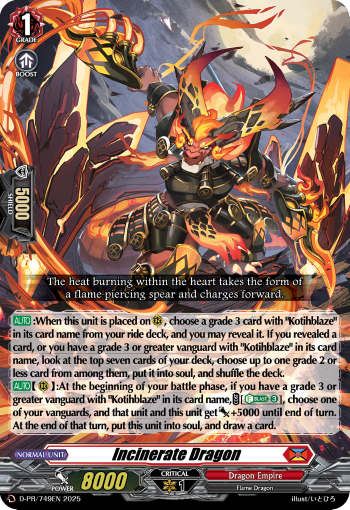 1
GRADE
BOOST
5000
SHIELD
The heat burning within the heart takes the form of
a flame piercing spear and charges forward.
AUTO:When this unit is placed on RC, choose a grade 3 card with "Kotihblaze"
in its card name from your ride deck, and you may reveal it. If you revealed a
card, or you have a grade 3 or greater vanguard with "Kotihblaze" in its card
name, look at the top seven cards of your deck, choose up to one grade 2 or
less card from among them, put it into soul, and shuffle the deck.
AUTO【RC】:At the beginning of your battle phase, if you have a grade 3 or
greater vanguard with "Kotihblaze" in its card name, [BLAST 3], choose one
of your vanguards, and that unit and this unit get +5000 until end of turn.
At the end of that turn, put this unit into soul, and draw a card.
NORMAL UNIT
Incinerate Dragon
POWER 8000
CRITICAL
1
Dragon Empire
Flame Dragon
D-PR/749EN 2025
illust/いとひろ